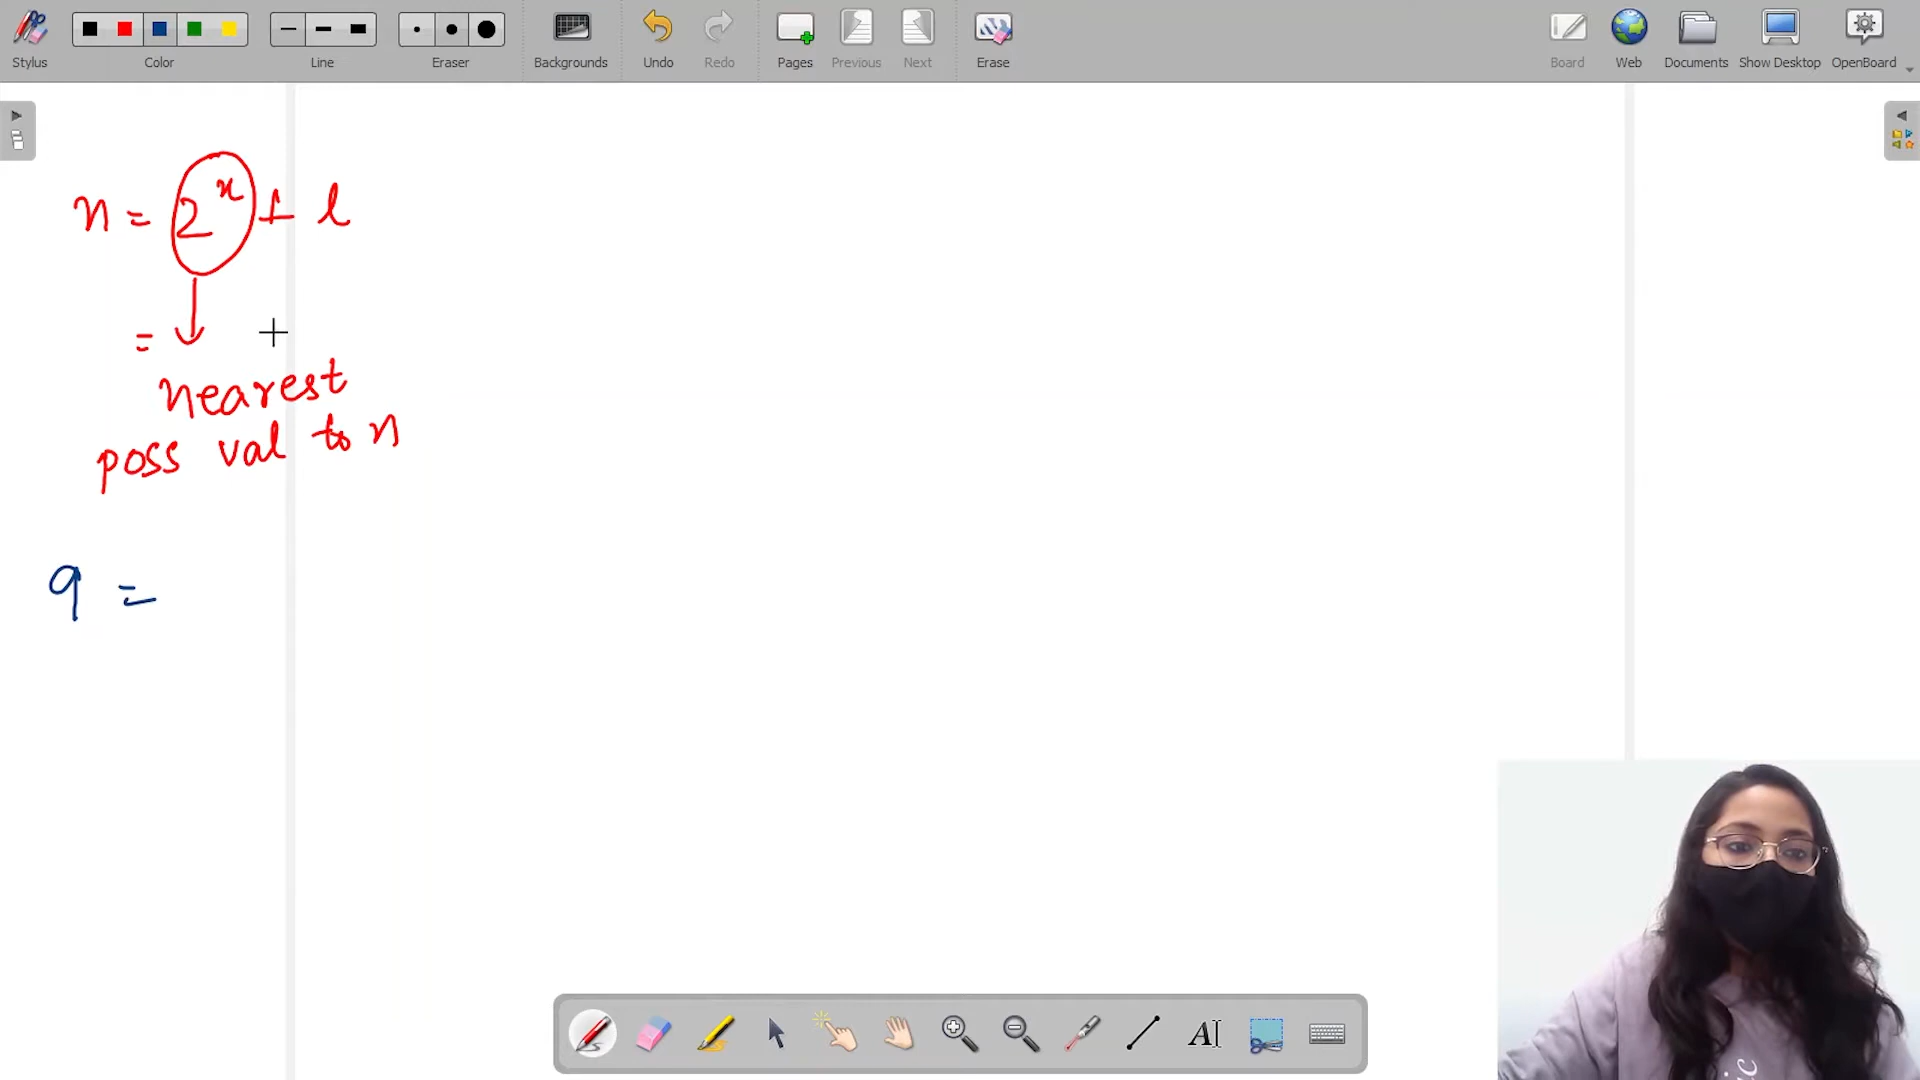 Stylus Color Line Eraser Backgrounds Undo Redo Pages Previous Next Erase Board Web Documents Show Desktop OpenBoard
n = 2^x + l
=
nearest
poss val to n
9 =